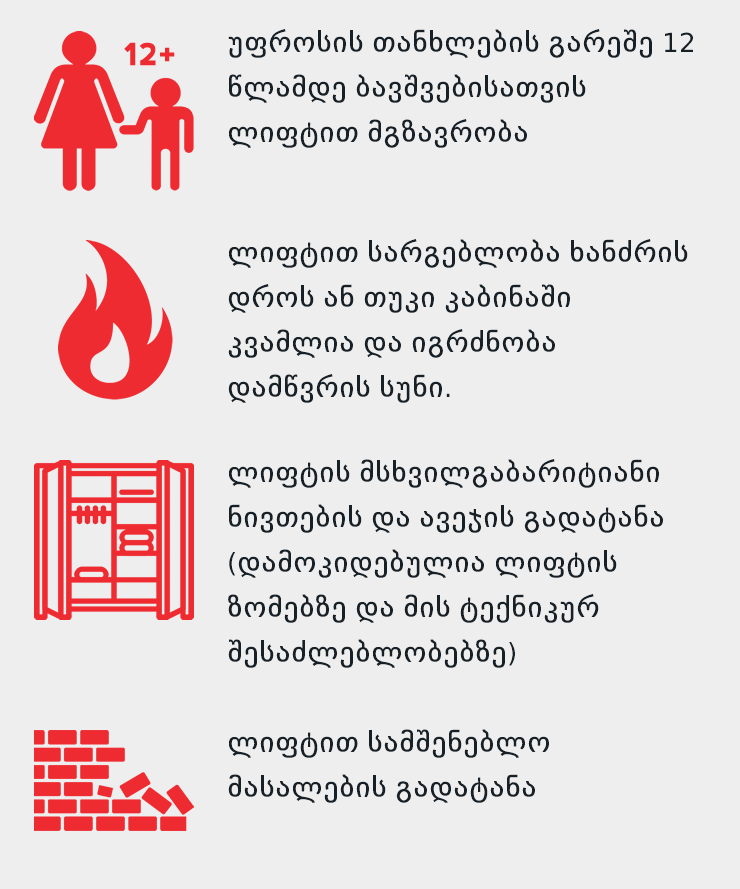 12+
უფროსის თანხლების გარეშე 12
წლამდე ბავშვებისათვის
ლიფტით მგზავრობა
ლიფტით სარგებლობა ხანძრის
დროს ან თუკი კაბინაში
კვამლია და იგრძნობა
დამწვრის სუნი.
ლიფტის მსხვილგაბარიტიანი
ნივთების და ავეჯის გადატანა
(დამოკიდებულია ლიფტის
ზომებზე და მის ტექნიკურ
შესაძლებლობებზე)
ლიფტით სამშენებლო
მასალების გადატანა